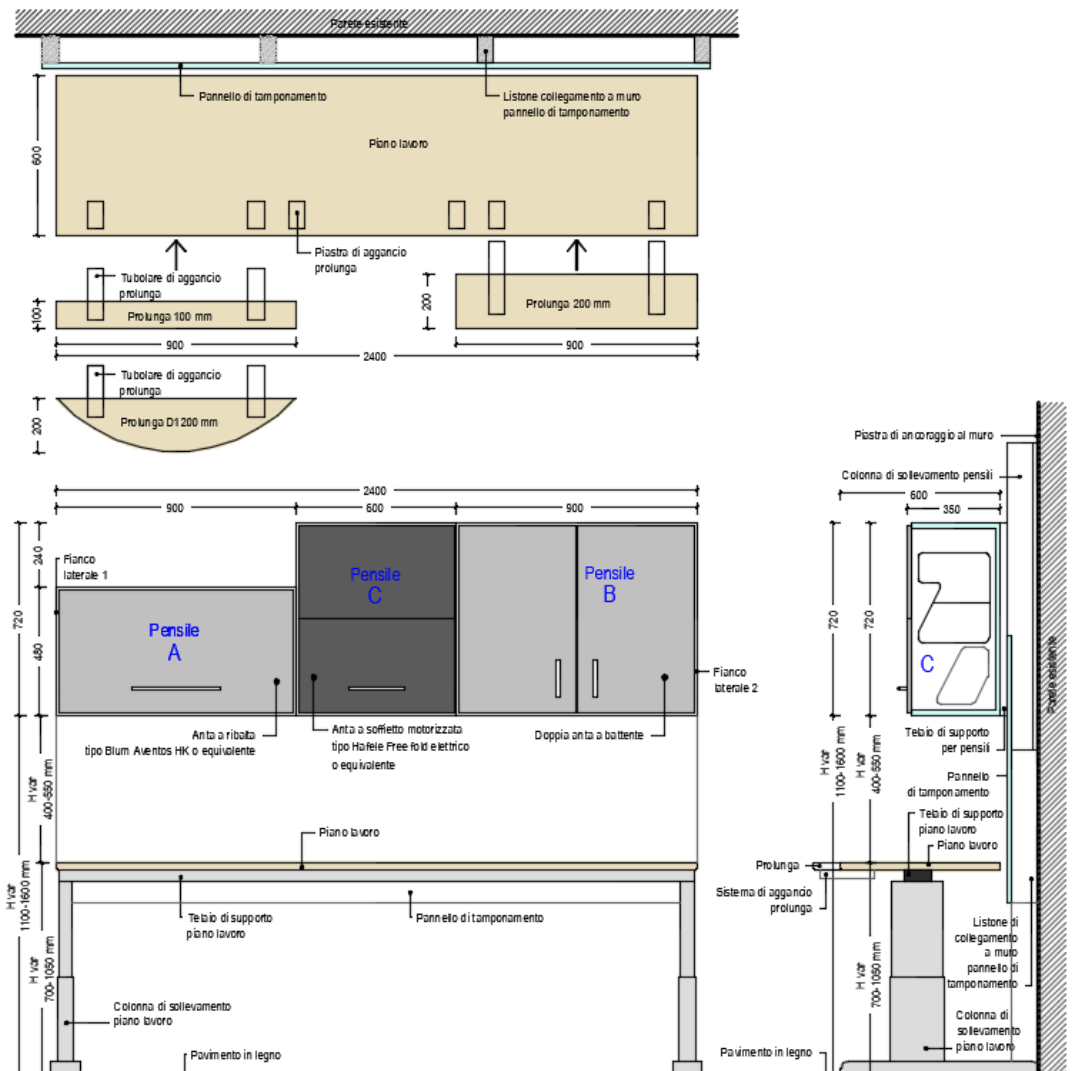 Parete esistente
Pannello di tamponamento
Listone collegamento a muro
pannello di tamponamento
Piano lavoro
600
Piastra di aggancio
prolunga
Tubolare di aggancio
prolunga
Prolunga 100 mm
100
900
Prolunga 200 mm
200
900
2400
Tubolare di aggancio
prolunga
Prolunga D1200 mm
200
2400
900
600
900
Fianco
laterale 1
240
720
480
Pensile
A
Pensile
C
Pensile
B
Fianco
laterale 2
Anta a ribalta
tipo Blum Aventos HK o equivalente
Anta a soffietto motorizzata
tipo Hafele Free fold elettrico
o equivalente
Doppia anta a battente
H var
400-550 mm
Piano lavoro
H var
1100-1600 mm
Telaio di supporto
piano lavoro
Pannello di tamponamento
H var
700-1050 mm
Colonna di sollevamento
piano lavoro
Pavimento in legno
Piastra di ancoraggio al muro
Colonna di sollevamento pensili
600
350
720
720
C
Parete esistente
Telaio di supporto
per pensili
H var
1100-1600 mm
H var
400-550 mm
Pannello
di tamponamento
Telaio di supporto
piano lavoro
Piano lavoro
Prolunga
Sistema di aggancio
prolunga
Listone di
collegamento
a muro
pannello di
tamponamento
H var
700-1050 mm
Colonna di
sollevamento
piano lavoro
Pavimento in legno